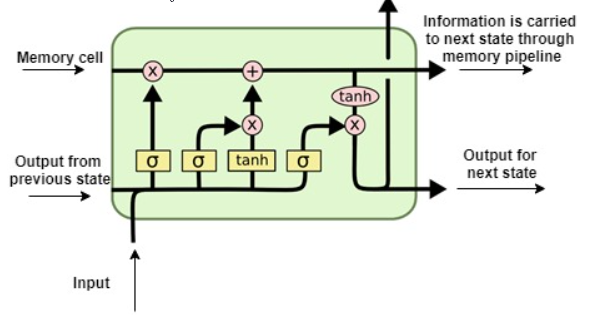 Information is carried
to next state through
memory pipeline
Memory cell
x
+
tanh
x
x
σ
σ
tanh
σ
Output from
previous state
Output for
next state
Input